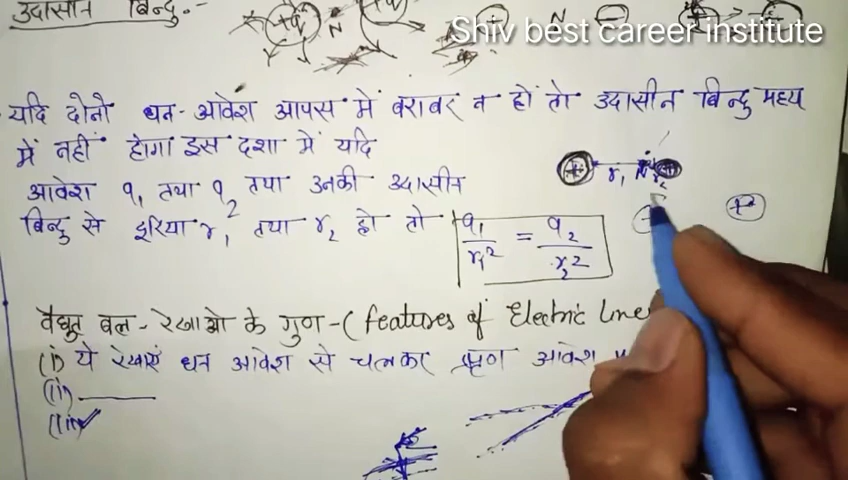 उदासीन बिन्दु:-
Shiv best career institute
यदि दोनो धन-आवेश आपस में बराबर न हों तो उदासीन बिन्दु मध्य
में नहीं होगा इस दशा में यदि
आवेश q₁ तथा q₂ तथा उनकी उदासीन
बिन्दु से दूरिया r₁ तथा r₂ हो तो q₁/r₁² = q₂/r₂²
r₁ N r₂
वैधुत बल-रेखाओ के गुण-(features of Electric line
(i) ये रेखाएं धन आवेश से चलकर ऋण आवेश
(ii)
(iii)